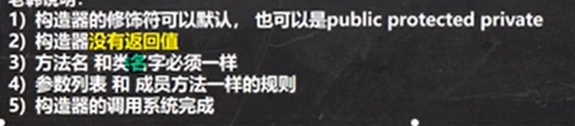 老韩说明：
1) 构造器的修饰符可以默认， 也可以是public protected private
2) 构造器没有返回值
3) 方法名 和类名字必须一样
4) 参数列表 和 成员方法一样的规则
5) 构造器的调用系统完成